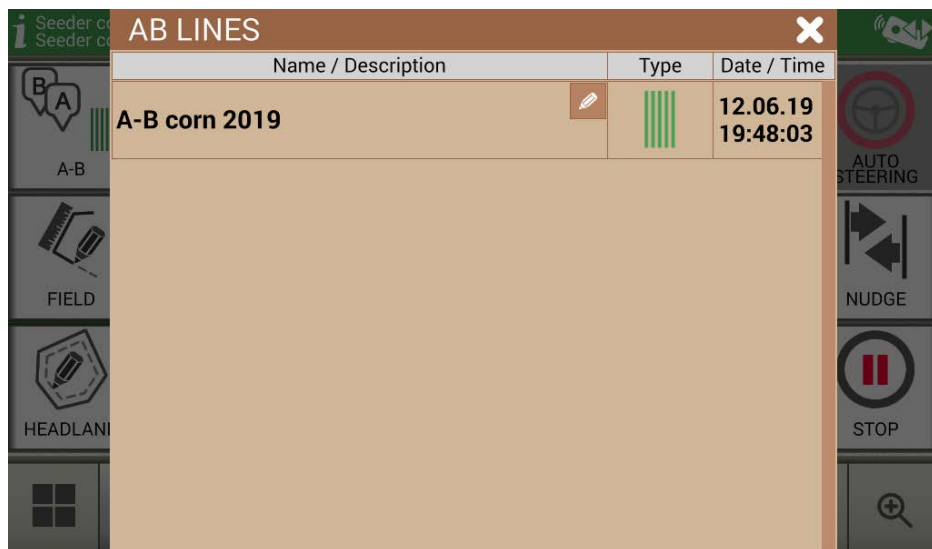 Seeder co
Seeder co
AB LINES
Name / Description
Type
Date / Time
A-B corn 2019
12.06.19
19:48:03
B
A
A-B
FIELD
HEADLAN
AUTO
STEERING
NUDGE
STOP